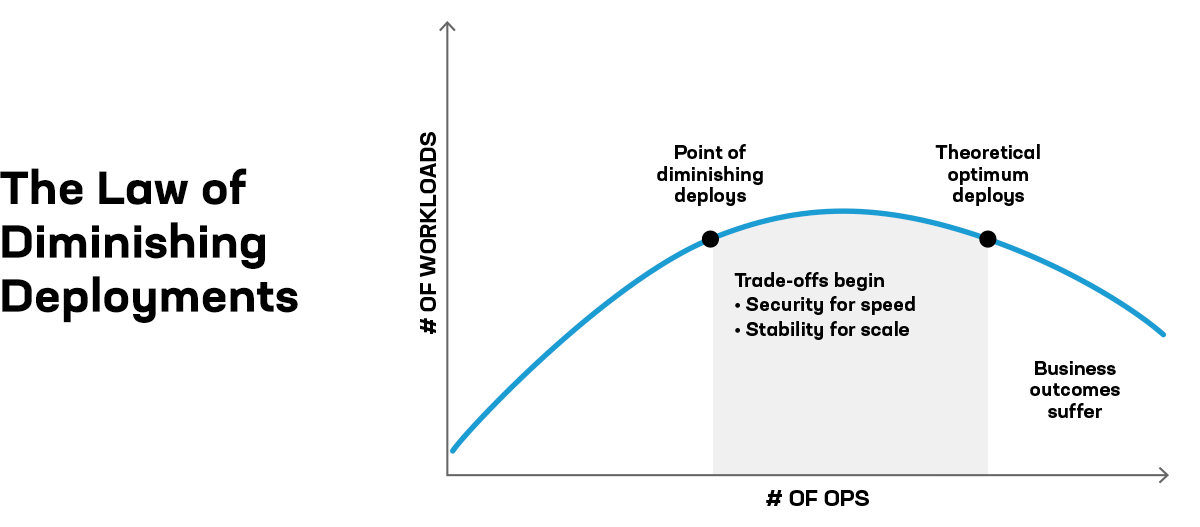 The Law of
Diminishing
Deployments
# OF WORKLOADS
Point of
diminishing
deploys
Theoretical
optimum
deploys
Trade-offs begin
• Security for speed
• Stability for scale
Business
outcomes
suffer
# OF OPS